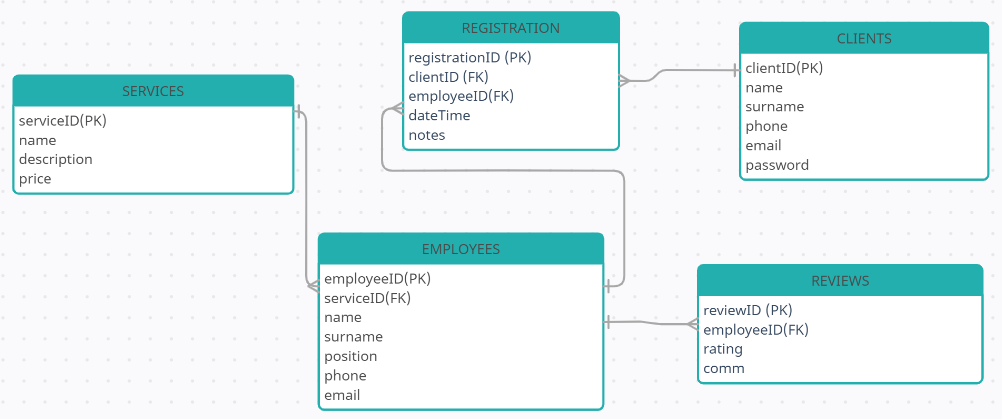 REGISTRATION
registrationID (PK)
clientID (FK)
employeeID(FK)
dateTime
notes
CLIENTS
clientID(PK)
name
surname
phone
email
password
SERVICES
serviceID(PK)
name
description
price
EMPLOYEES
employeeID(PK)
serviceID(FK)
name
surname
position
phone
email
REVIEWS
reviewID (PK)
employeeID(FK)
rating
comm